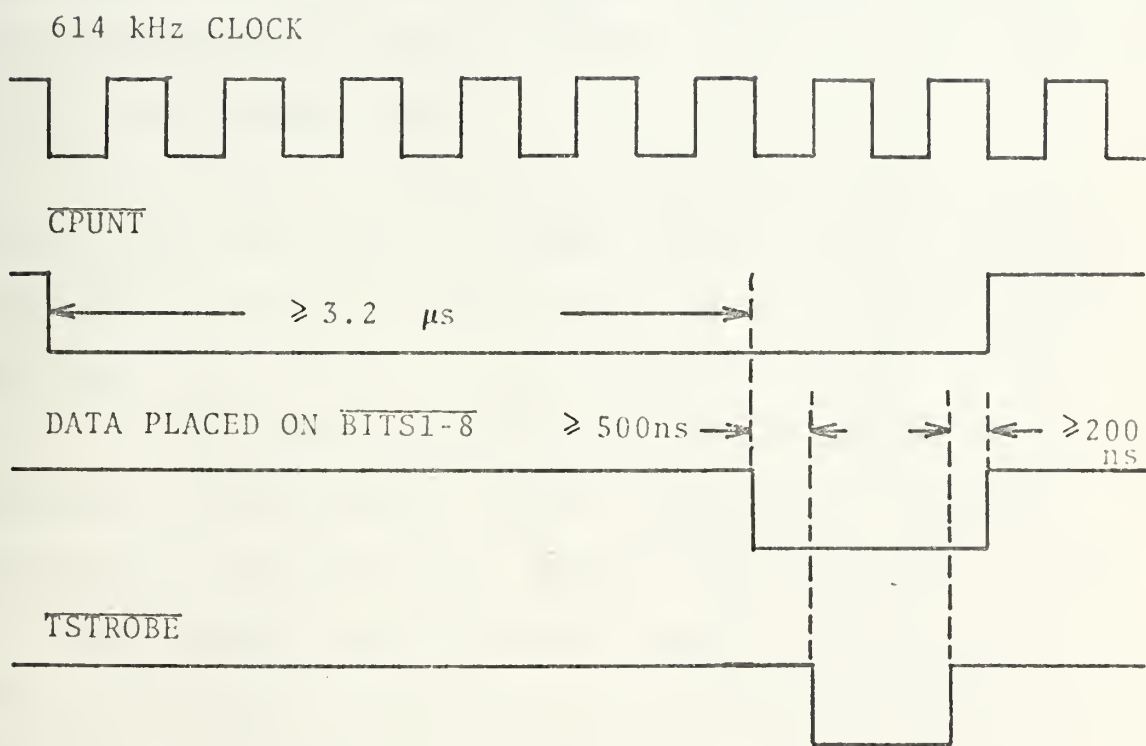 614 kHz CLOCK
CPUNT
≥ 3.2 μs
DATA PLACED ON BITS1-8 ≥ 500ns ≥200
ns
TSTROBE